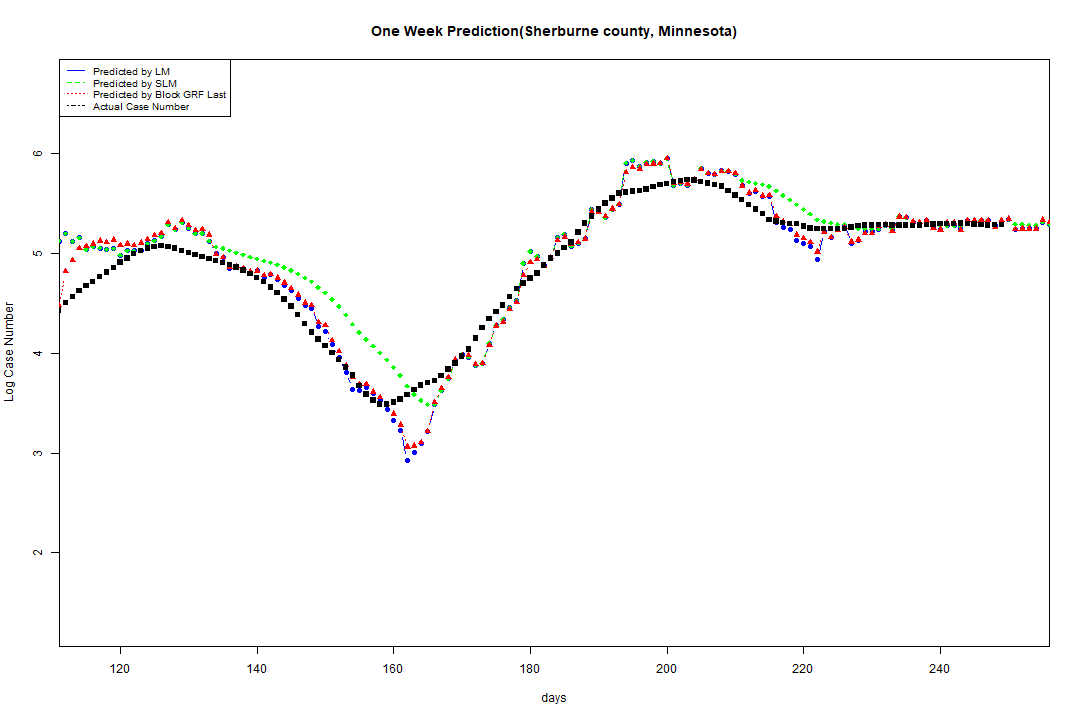 One Week Prediction(Sherburne county, Minnesota)
Predicted by LM
Predicted by SLM
Predicted by Block GRF Last
Actual Case Number
6
5
4
3
2
Log Case Number
120 140 160 180 200 220 240
days